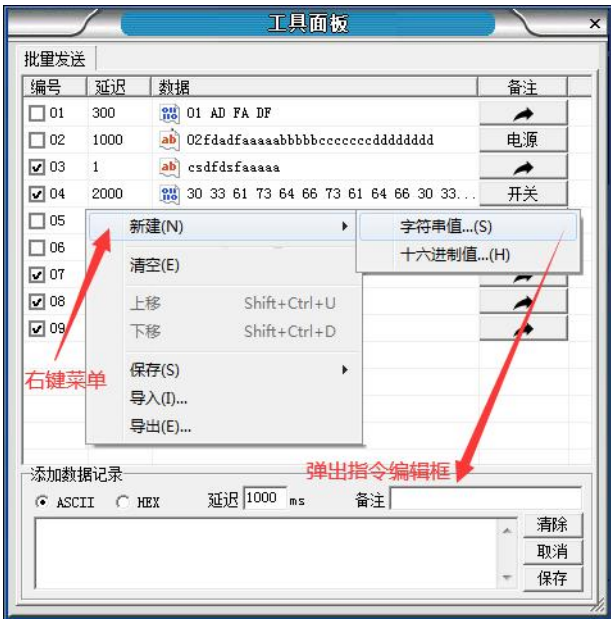 工具面板
×
批量发送
编号 延迟 数据 备注
01 300 01 AD FA DF
02 1000 02fdadfaaaaabbbbbcccccccdddddddd 电源
03 1 csdfdsfaaaaa
04 2000 30 33 61 73 64 66 73 61 64 66 30 33... 开关
05 新建(N) 字符串值...(S)
06 十六进制值...(H)
07 清空(E)
08 上移 Shift+Ctrl+U
09 下移 Shift+Ctrl+D
右键菜单
保存(S)
导入(I)...
导出(E)...
弹出指令编辑框
添加数据记录
ASCII HEX 延迟 1000 ms 备注
清除
取消
保存